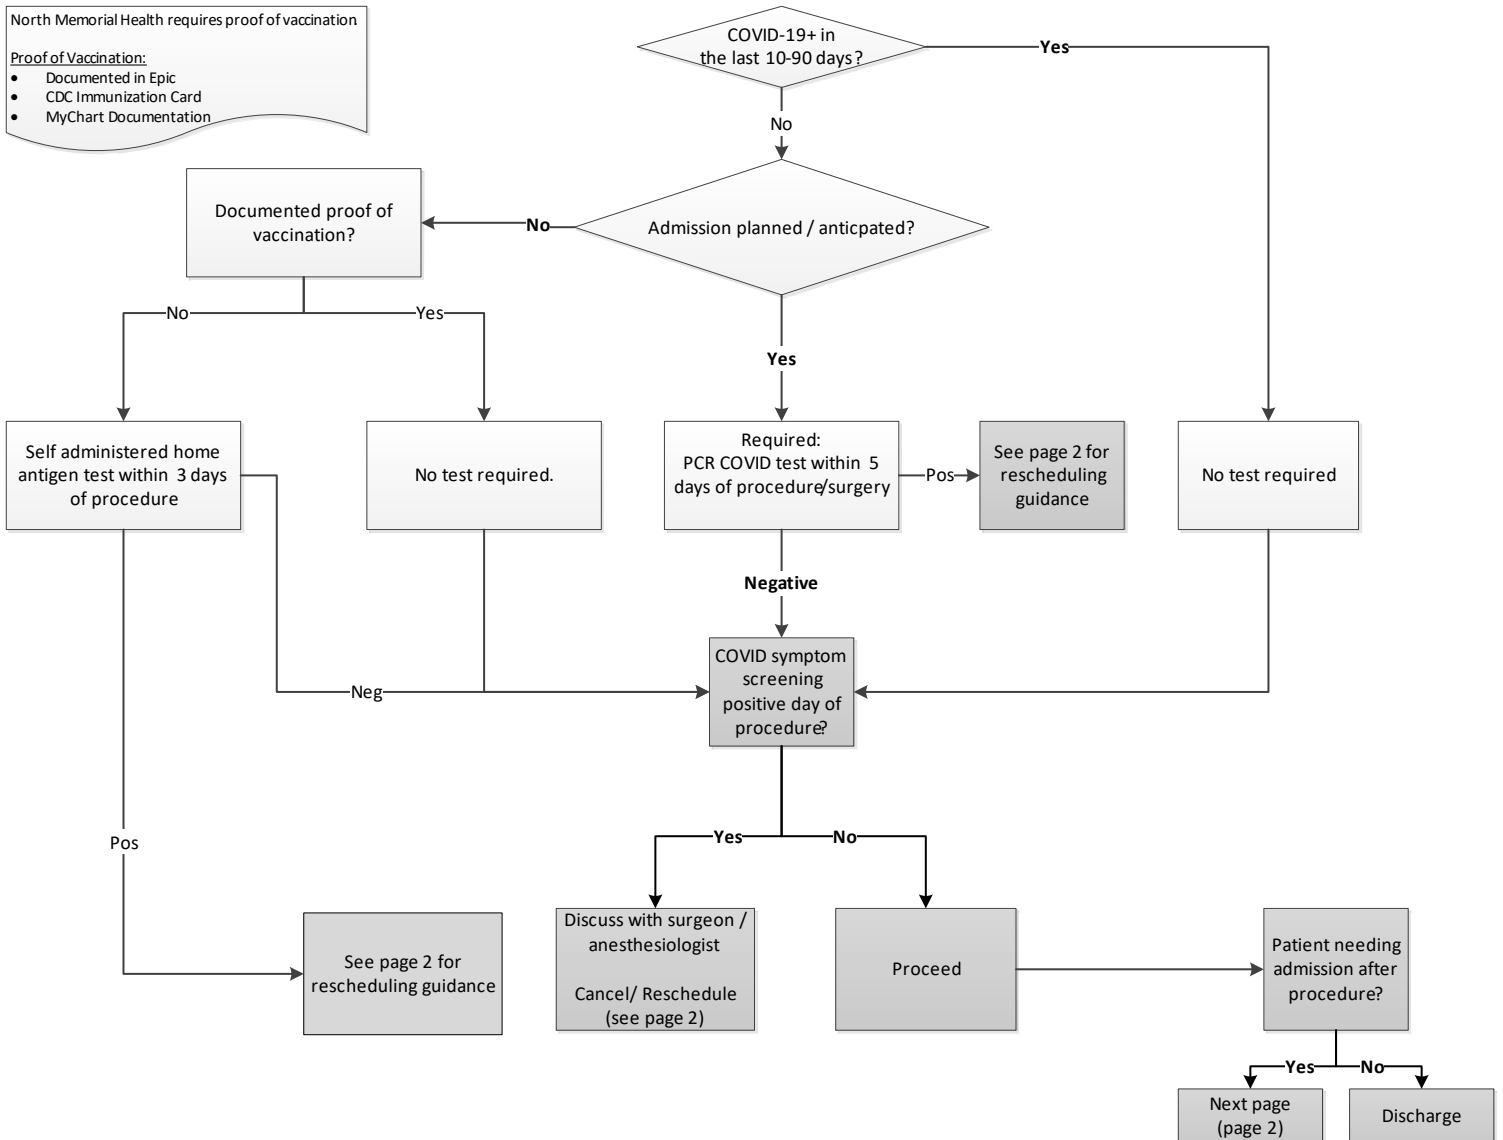 North Memorial Health requires proof of vaccination
Proof of Vaccination:
• Documented in Epic
• CDC Immunization Card
• MyChart Documentation
COVID-19+ in
the last 10-90 days?
Yes
No
Admission planned / anticpated?
No
Documented proof of
vaccination?
No
Yes
Yes
Self administered home
antigen test within 3 days
of procedure
No test required.
Required:
PCR COVID test within 5
days of procedure/surgery
Pos
See page 2 for
rescheduling
guidance
No test required
Negative
COVID symptom
screening
positive day of
procedure?
Neg
Pos
Yes
No
See page 2 for
rescheduling guidance
Discuss with surgeon /
anesthesiologist
Cancel/ Reschedule
(see page 2)
Proceed
Patient needing
admission after
procedure?
Yes
No
Next page
(page 2)
Discharge